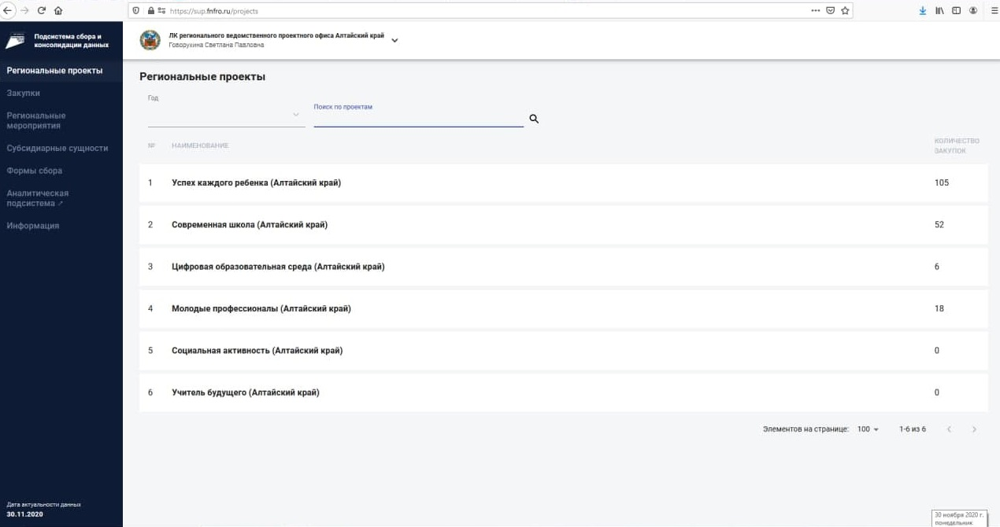 https://sup.fnfro.ru/projects
Подсистема сбора и
консолидации данных
ЛК регионального ведомственного проектного офиса Алтайский край
Говорухина Светлана Павловна
Региональные проекты
Закупки
Региональные
мероприятия
Субсидиарные сущности
Формы сбора
Аналитическая
подсистема
Информация
Дата актуальности данных
30.11.2020
Региональные проекты
Год
Поиск по проектам
№ НАИМЕНОВАНИЕ КОЛИЧЕСТВО
ЗАКУПОК
1 Успех каждого ребенка (Алтайский край) 105
2 Современная школа (Алтайский край) 52
3 Цифровая образовательная среда (Алтайский край) 6
4 Молодые профессионалы (Алтайский край) 18
5 Социальная активность (Алтайский край) 0
6 Учитель будущего (Алтайский край) 0
Элементов на странице: 100 1-6 из 6
30 ноября 2020 г.
понедельник